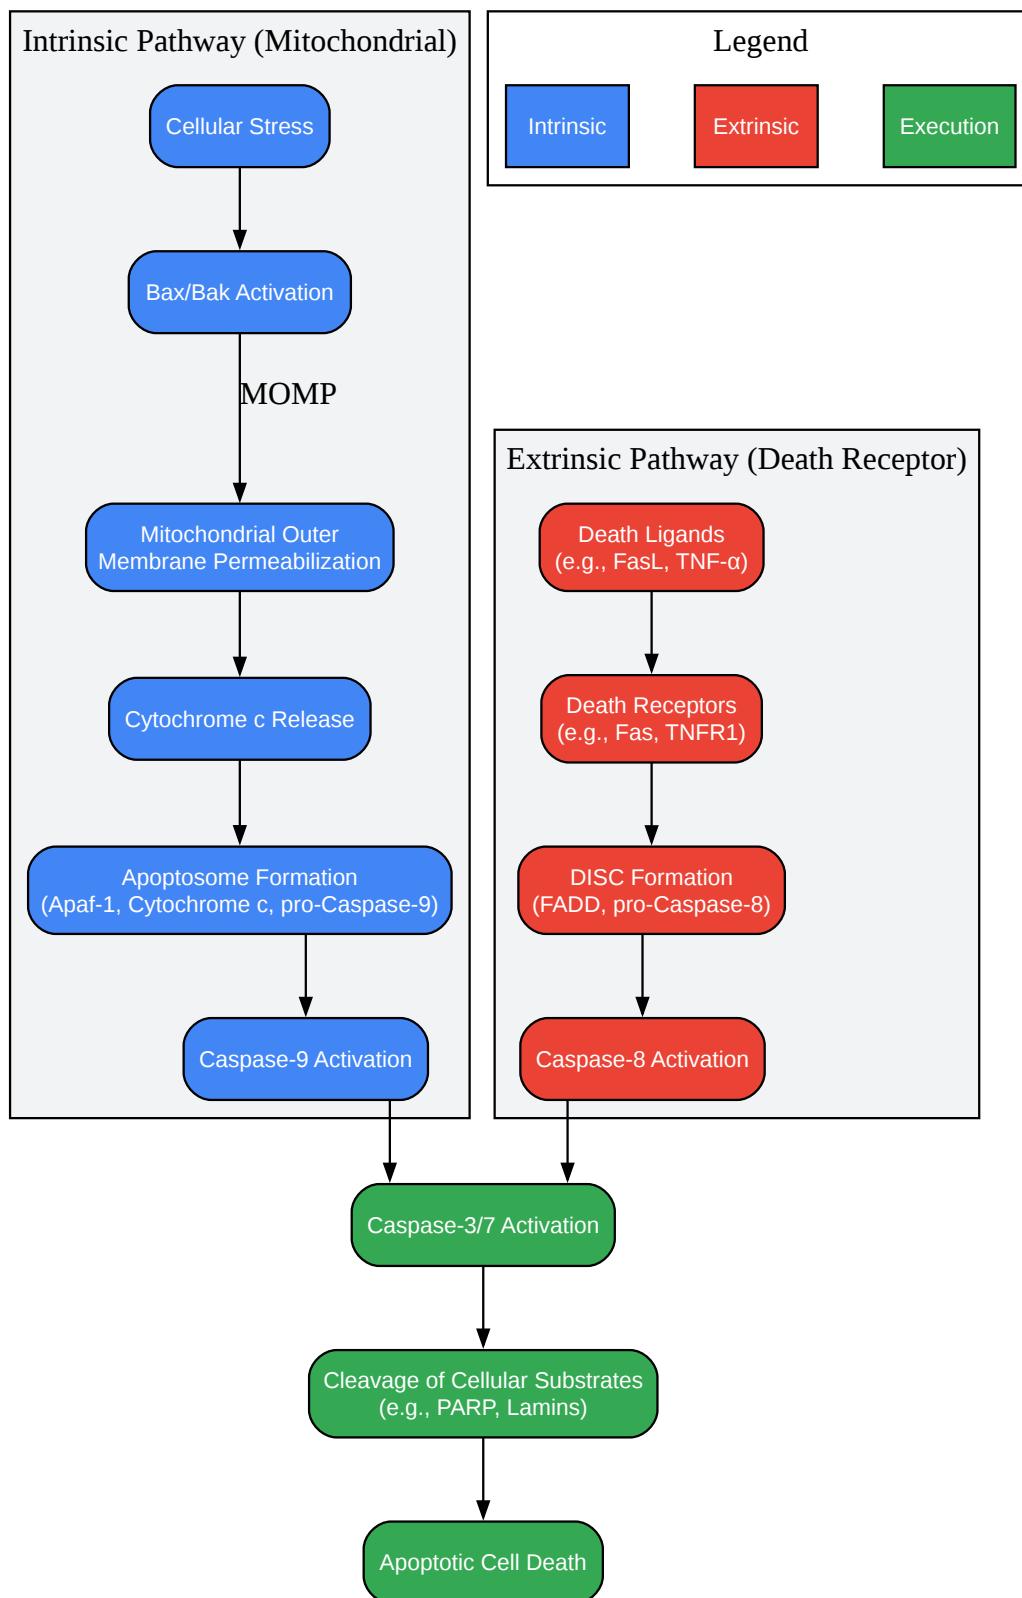 Intrinsic Pathway (Mitochondrial)
Cellular Stress
Bax/Bak Activation
MOMP
Mitochondrial Outer
Membrane Permeabilization
Cytochrome c Release
Apoptosome Formation
(Apaf-1, Cytochrome c, pro-Caspase-9)
Caspase-9 Activation
Legend
Intrinsic
Extrinsic
Execution
Extrinsic Pathway (Death Receptor)
Death Ligands
(e.g., FasL, TNF-α)
Death Receptors
(e.g., Fas, TNFR1)
DISC Formation
(FADD, pro-Caspase-8)
Caspase-8 Activation
Caspase-3/7 Activation
Cleavage of Cellular Substrates
(e.g., PARP, Lamins)
Apoptotic Cell Death